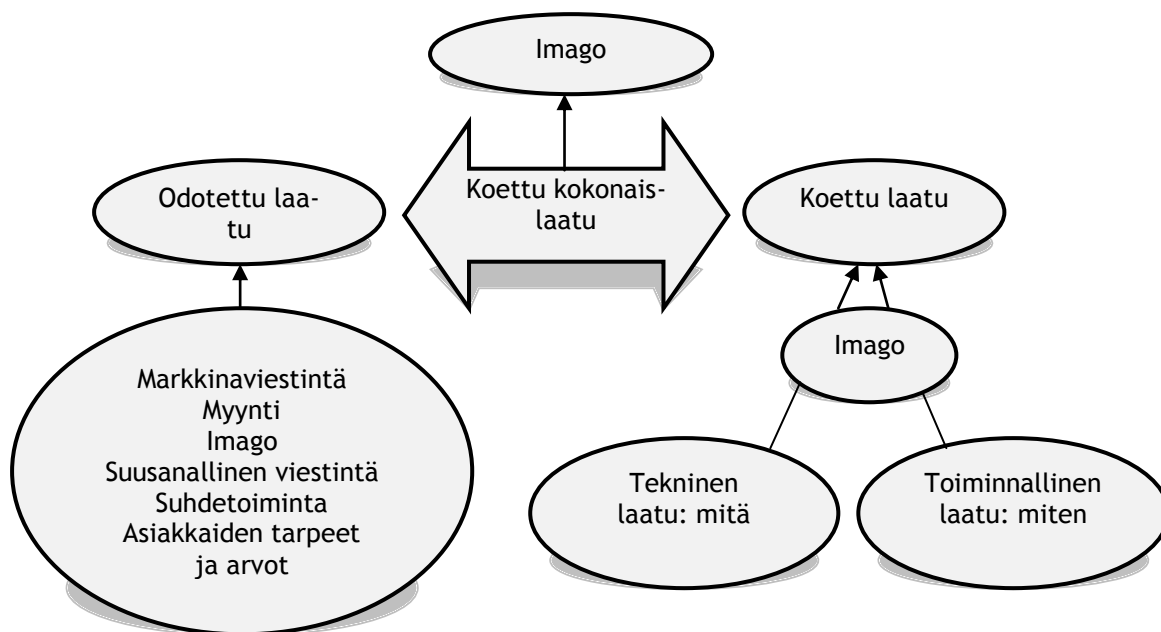 Imago
Odotettu laa-
tu
Koettu kokonais-
laatu
Koettu laatu
Imago
Markkinaviestintä
Myynti
Imago
Suusanallinen viestintä
Suhdetoiminta
Asiakkaiden tarpeet
ja arvot
Tekninen
laatu: mitä
Toiminnallinen
laatu: miten